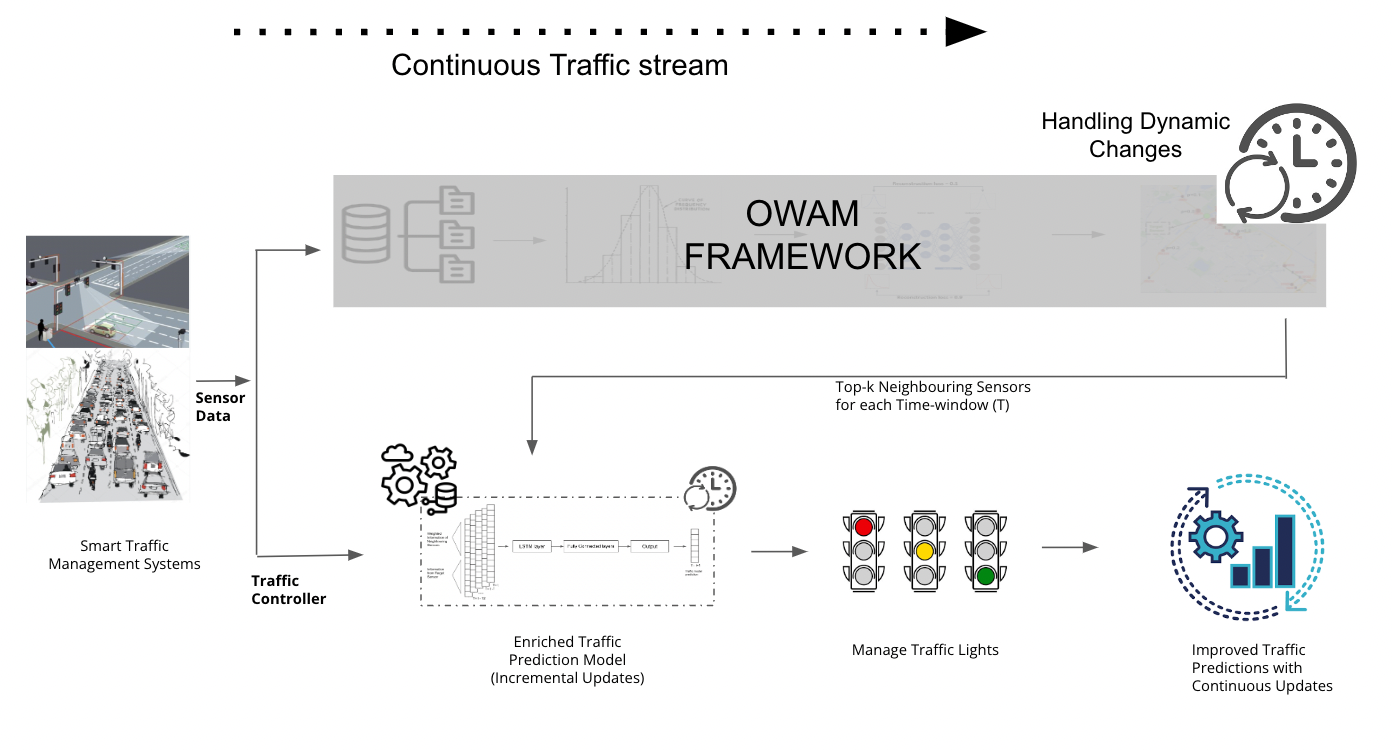 Continuous Traffic stream
Handling Dynamic
Changes
OWAM
FRAMEWORK
Sensor
Data
Top-k Neighbouring Sensors
for each Time-window (T)
Smart Traffic
Management Systems
Traffic
Controller
LSTM layer
Fully Connected layers
Output
Enriched Traffic
Prediction Model
(Incremental Updates)
Manage Traffic Lights
Improved Traffic
Predictions with
Continuous Updates